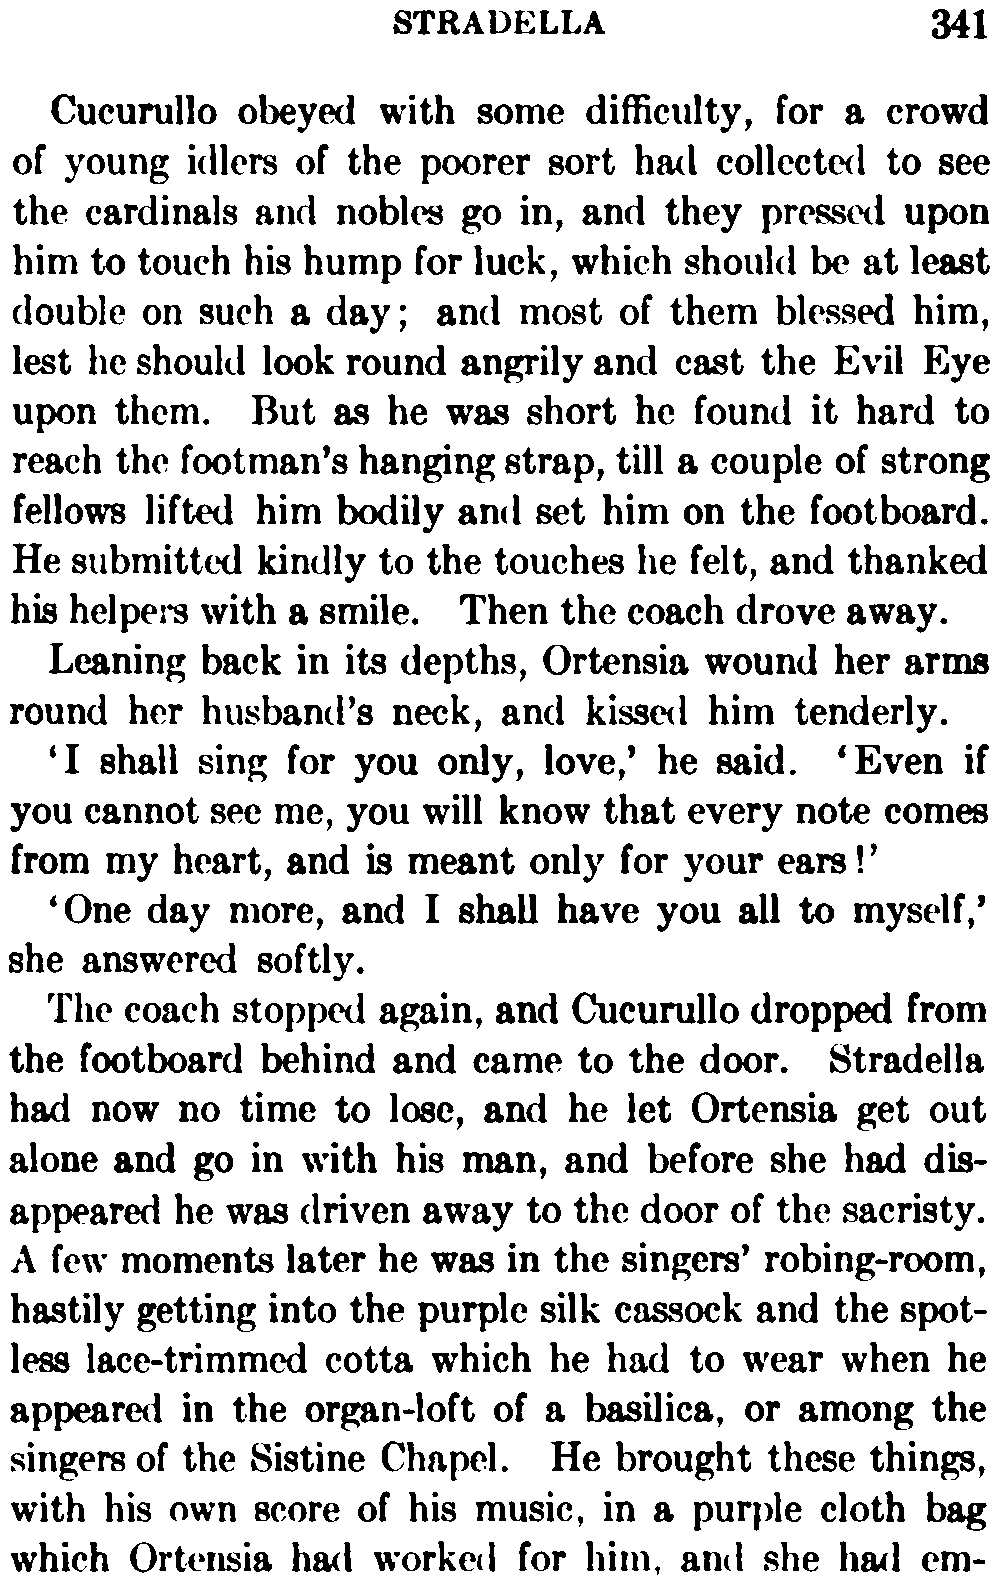 STRADELLA 341
Cucurullo obeyed with some difficulty, for a crowd
of young idlers of the poorer sort had collected to see
the cardinals and nobles go in, and they pressed upon
him to touch his hump for luck, which should be at least
double on such a day; and most of them blessed him,
lest he should look round angrily and cast the Evil Eye
upon them. But as he was short he found it hard to
reach the footman's hanging strap, till a couple of strong
fellows lifted him bodily and set him on the footboard.
He submitted kindly to the touches he felt, and thanked
his helpers with a smile. Then the coach drove away.
Leaning back in its depths, Ortensia wound her arms
round her husband's neck, and kissed him tenderly.
'I shall sing for you only, love,' he said. 'Even if
you cannot see me, you will know that every note comes
from my heart, and is meant only for your ears!'
'One day more, and I shall have you all to myself,'
she answered softly.
The coach stopped again, and Cucurullo dropped from
the footboard behind and came to the door. Stradella
had now no time to lose, and he let Ortensia get out
alone and go in with his man, and before she had dis-
appeared he was driven away to the door of the sacristy.
A few moments later he was in the singers' robing-room,
hastily getting into the purple silk cassock and the spot-
less lace-trimmed cotta which he had to wear when he
appeared in the organ-loft of a basilica, or among the
singers of the Sistine Chapel. He brought these things,
with his own score of his music, in a purple cloth bag
which Ortensia had worked for him, and she had em-